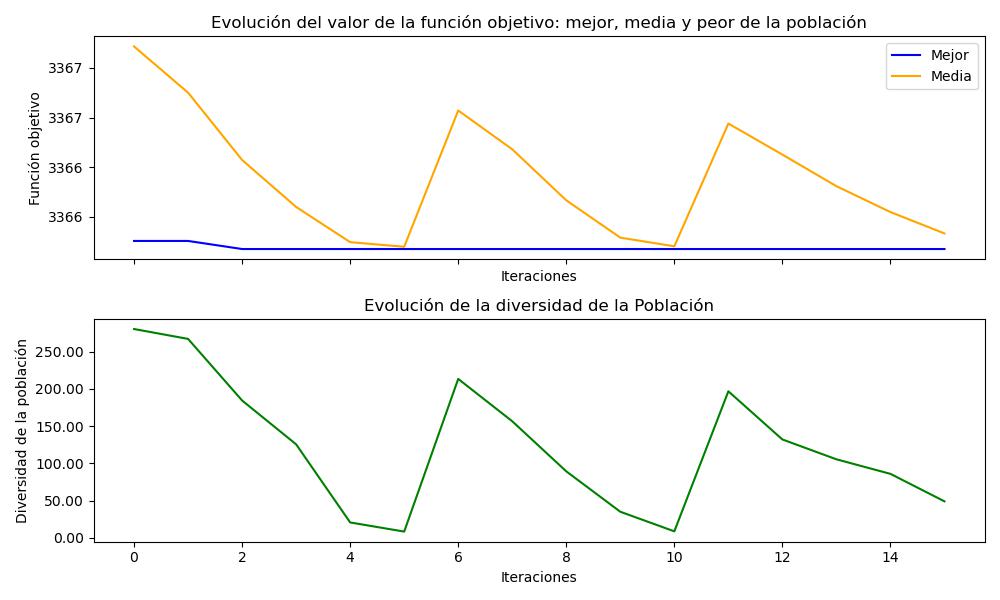 Evolución del valor de la función objetivo: mejor, media y peor de la población
Función objetivo
3367
3367
3366
3366
Mejor
Media
Iteraciones
Evolución de la diversidad de la Población
Diversidad de la población
250.00
200.00
150.00
100.00
50.00
0.00
0 2 4 6 8 10 12 14
Iteraciones